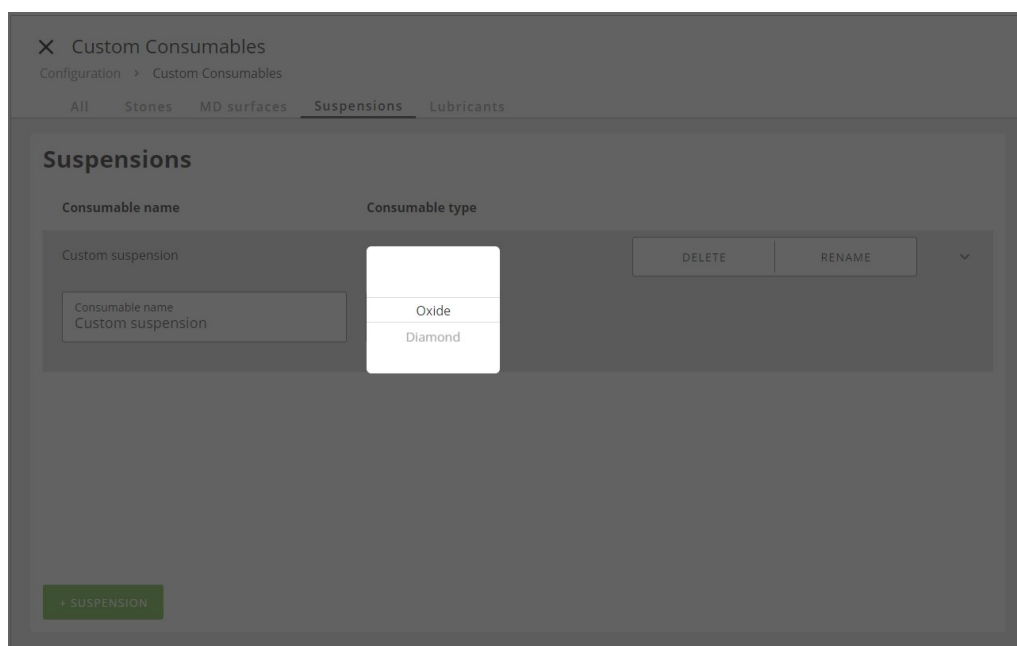 Custom Consumables
Configuration > Custom Consumables
All Stones MD surfaces Suspensions Lubricants
Suspensions
Consumable name Consumable type
Custom suspension DELETE RENAME
Consumable name
Custom suspension
Oxide
Diamond
+ SUSPENSION